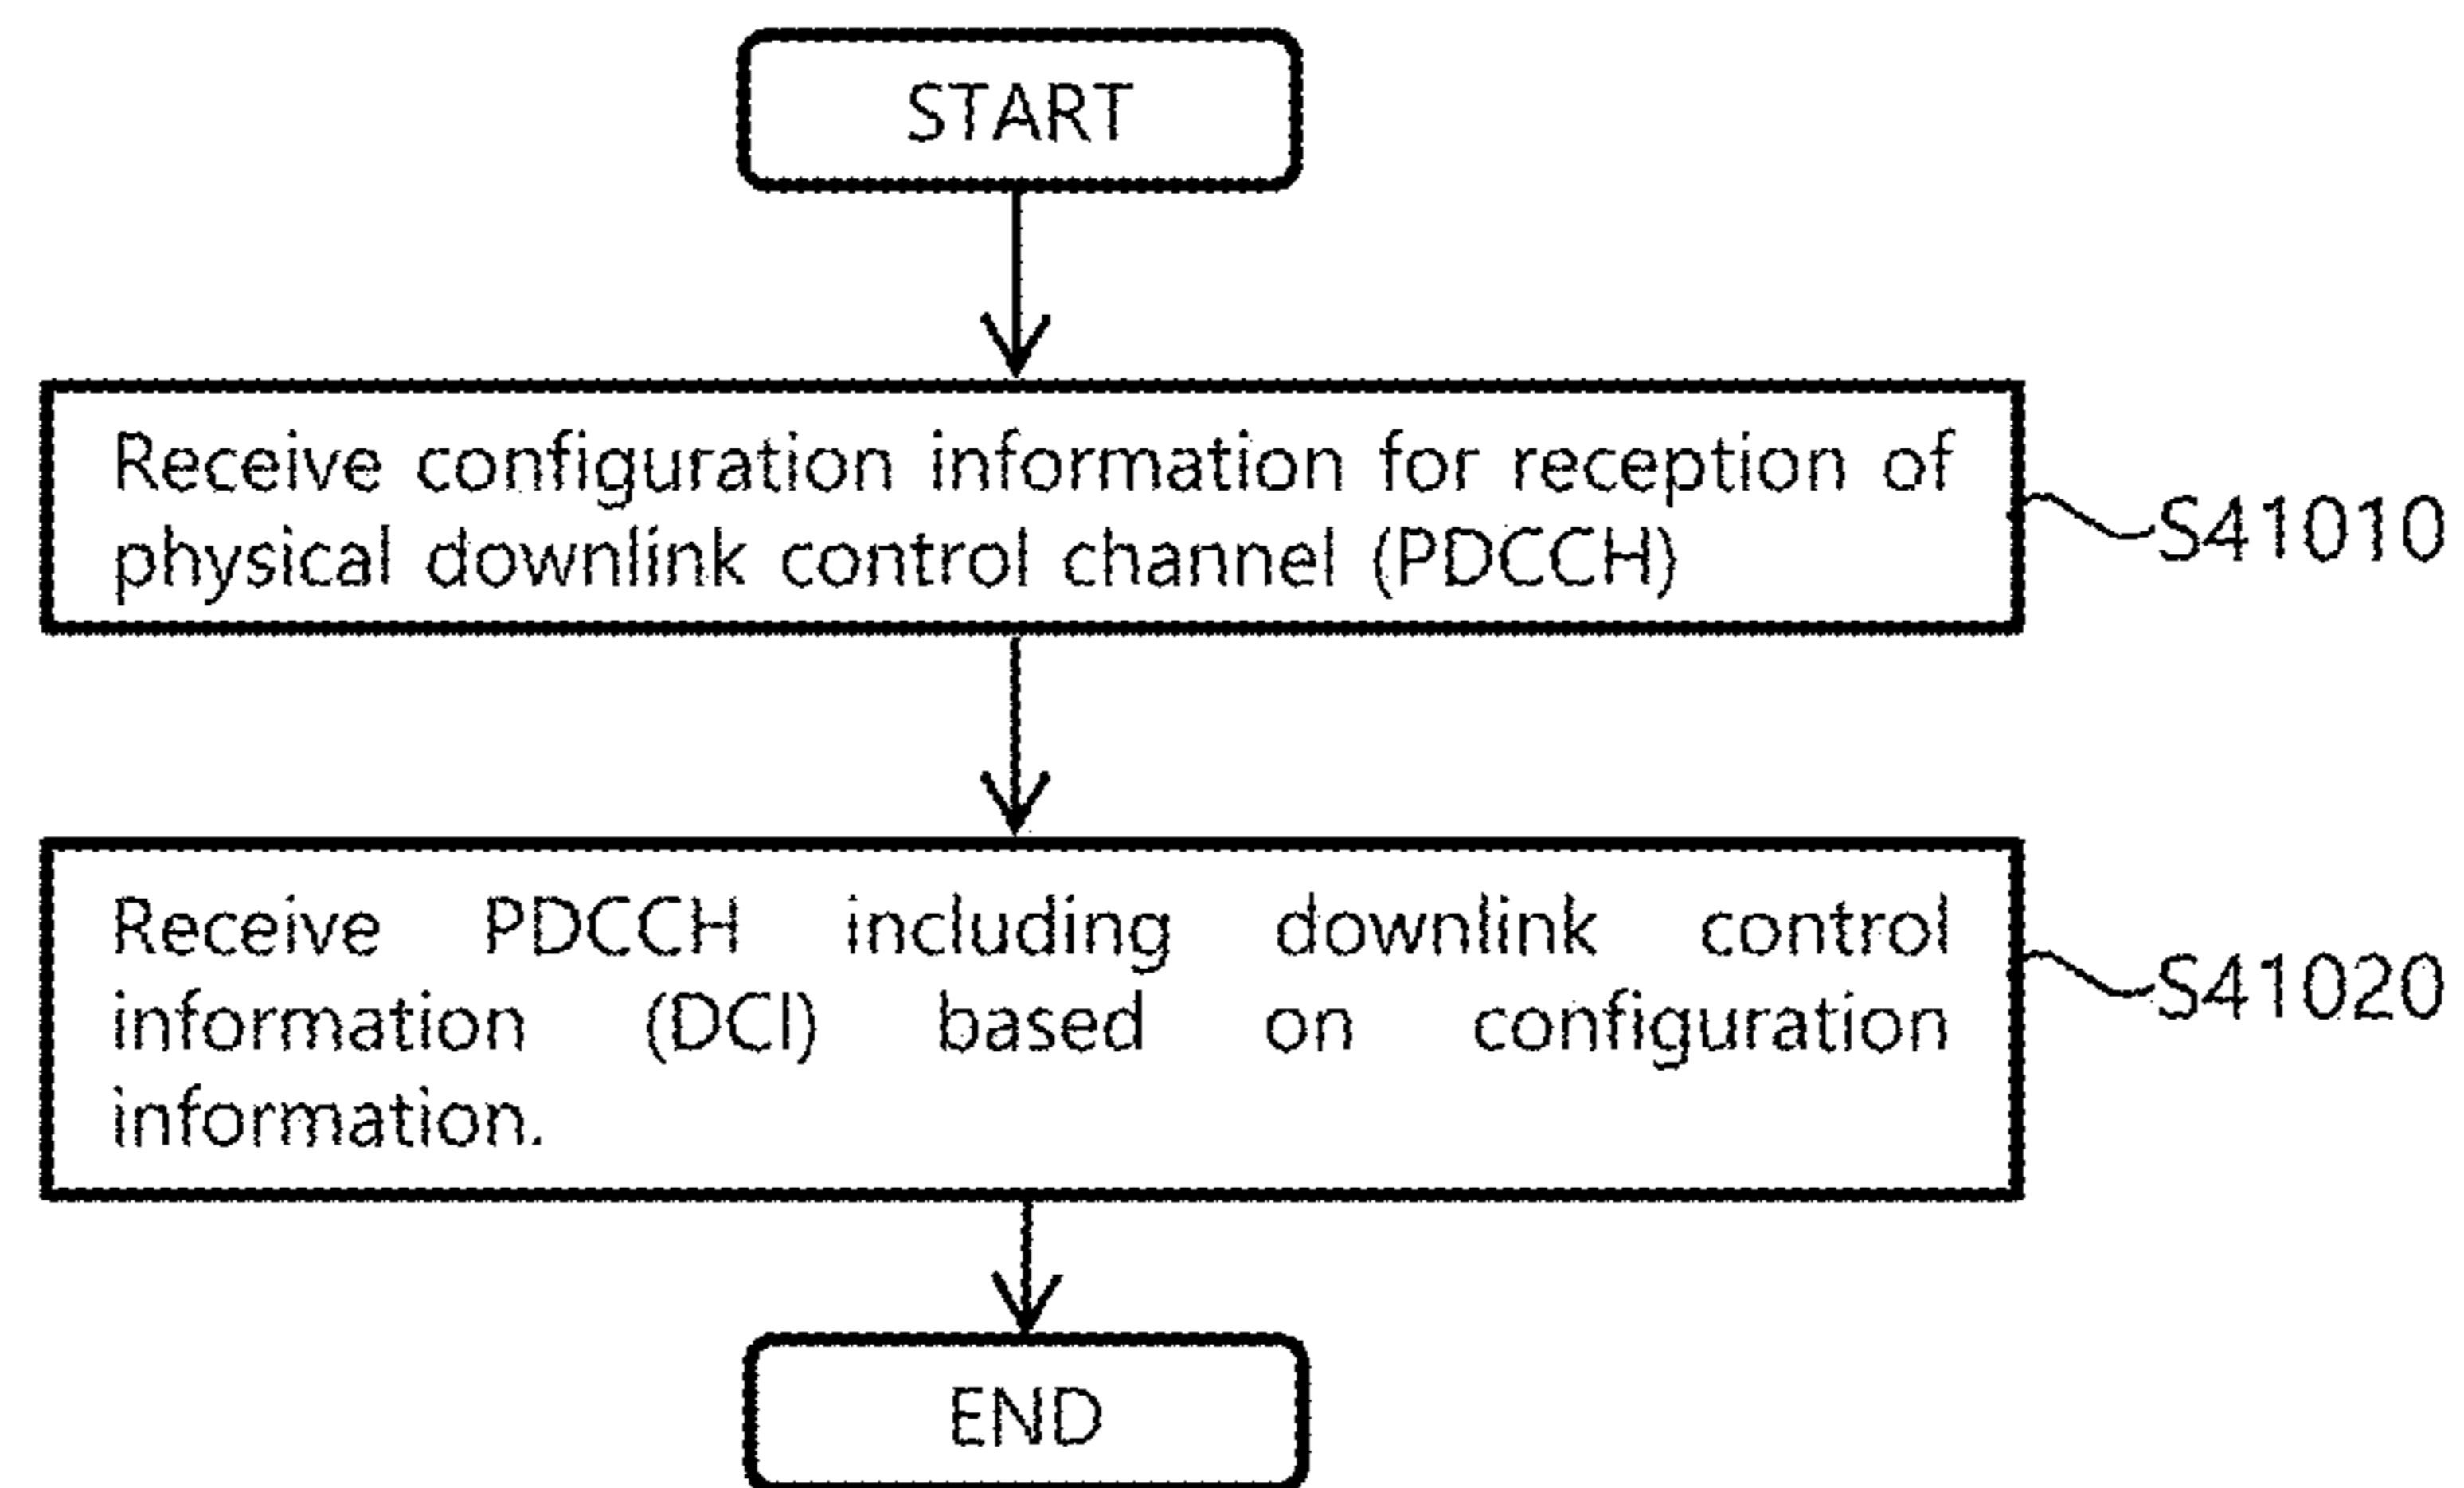 START
Receive configuration information for reception of
physical downlink control channel (PDCCH)
S41010
Receive PDCCH including downlink control
information (DCI) based on configuration
information.
S41020
END